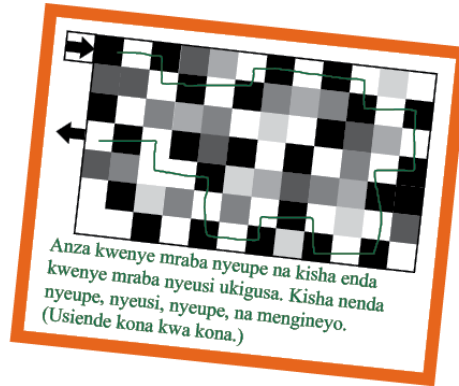 Anza kwenye mraba nyeupe na kisha enda
kwenye mraba nyeusi ukigusa. Kisha nenda
nyeupe, nyeusi, nyeupe, na mengineyo.
(Usiende kona kwa kona.)